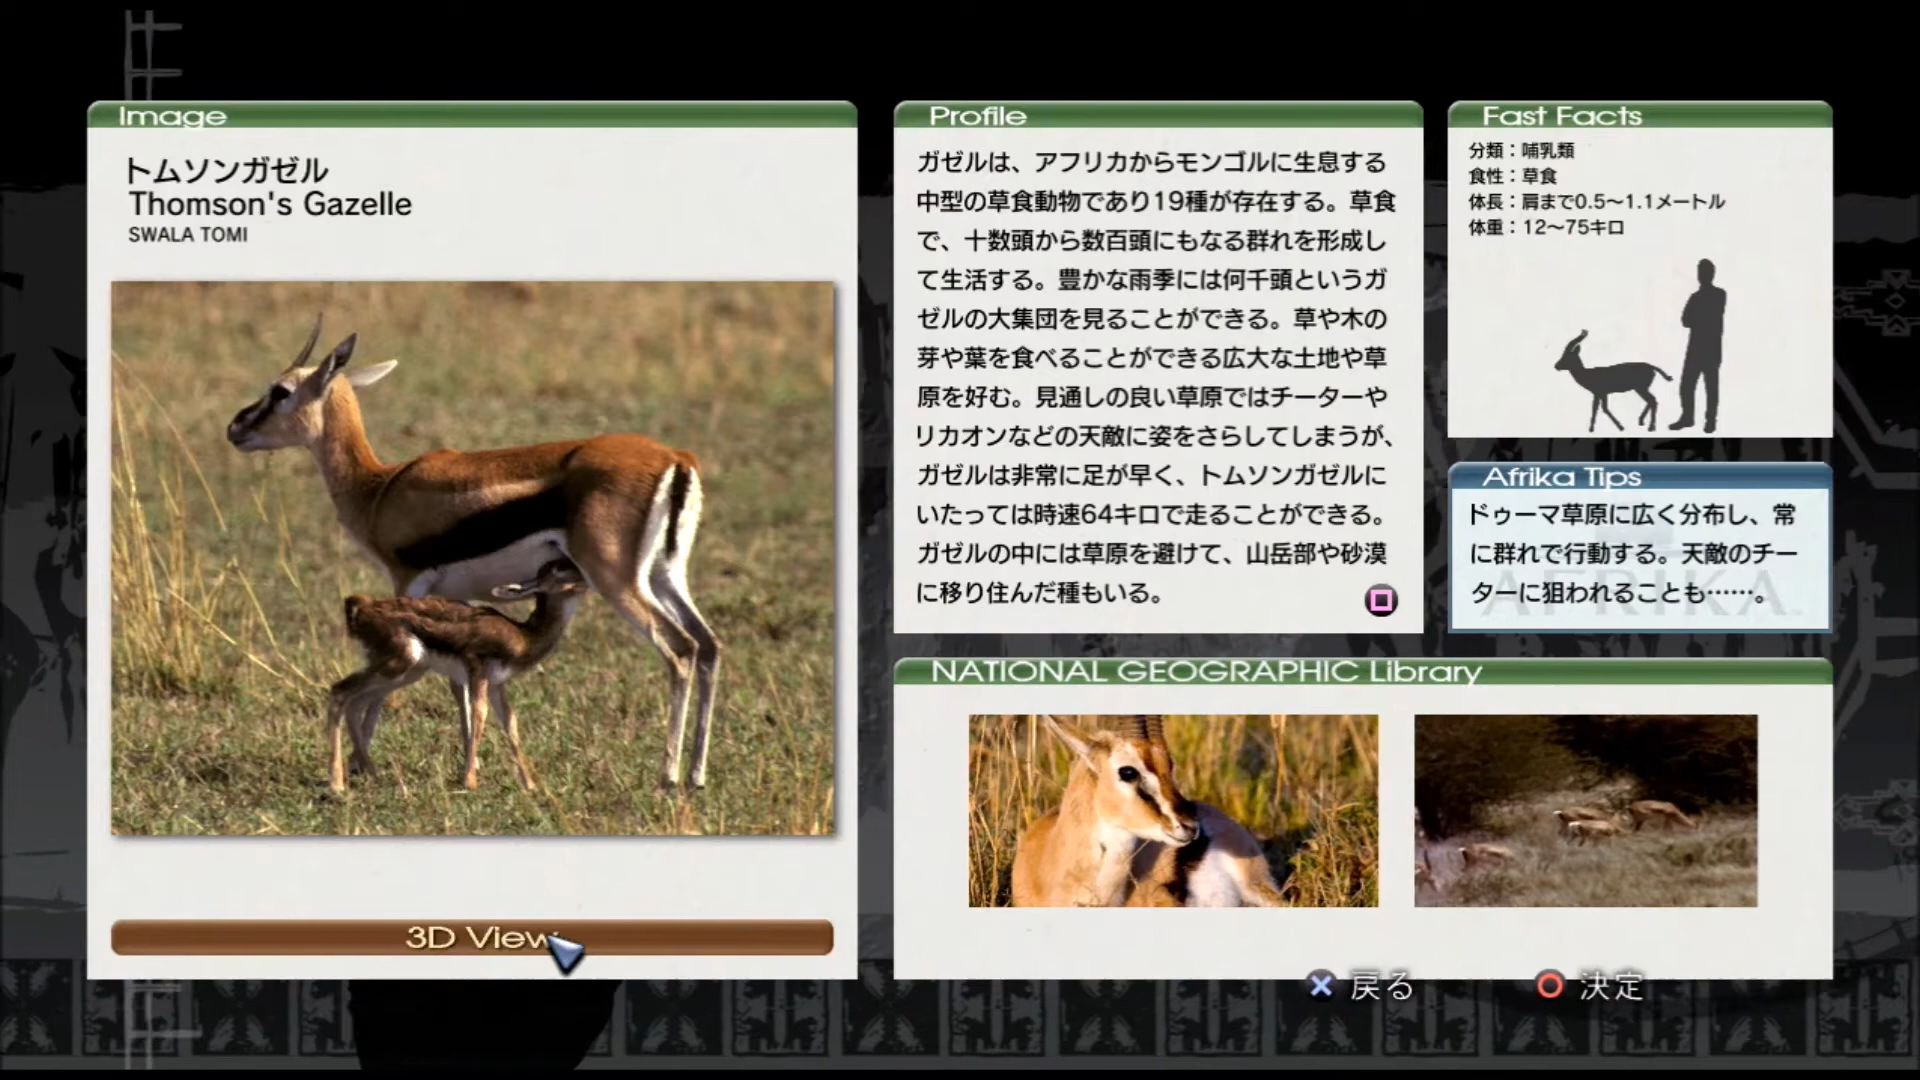 Image
トムソンガゼル
Thomson's Gazelle
SWALA TOMI
3D View
Profile
ガゼルは、アフリカからモンゴルに生息する
中型の草食動物であり19種が存在する。草食
で、十数頭から数百頭にもなる群れを形成し
て生活する。豊かな雨季には何千頭というガ
ゼルの大集団を見ることができる。草や木の
芽や葉を食べることができる広大な土地や草
原を好む。見通しの良い草原ではチーターや
リカオンなどの天敵に姿をさらしてしまうが、
ガゼルは非常に足が早く、トムソンガゼルに
いたっては時速64キロで走ることができる。
ガゼルの中には草原を避けて、山岳部や砂漠
に移り住んだ種もいる。
Fast Facts
分類：哺乳類
食性：草食
体長：肩まで0.5～1.1メートル
体重：12～75キロ
Afrika Tips
ドゥーマ草原に広く分布し、常
に群れで行動する。天敵のチー
ターに狙われることも……。
AFRIKA
NATIONAL GEOGRAPHIC Library
戻る
決定